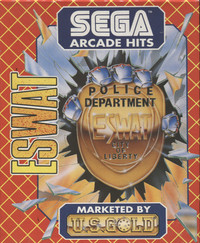 SEGA
ARCADE HITS
ESWAT
POLICE
DEPARTMENT
ESWAT
CITY OF
LIBERTY
MARKETED BY
U.S. GOLD